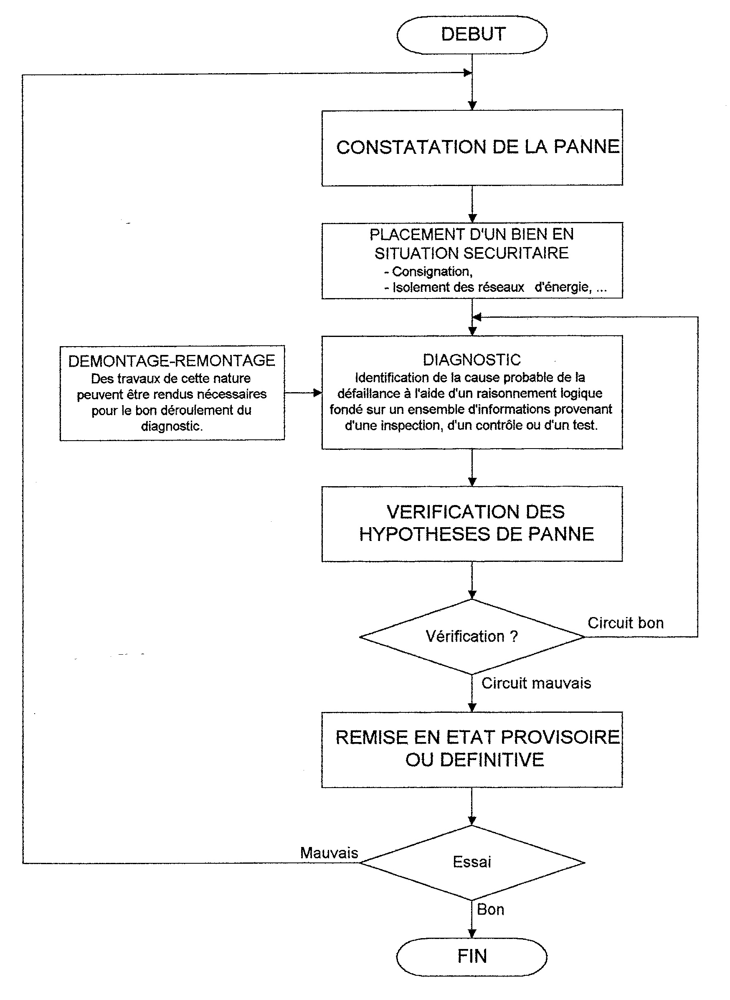 DEBUT
CONSTATATION DE LA PANNE
PLACEMENT D'UN BIEN EN
SITUATION SECURITAIRE
- Consignation,
- Isolement des réseaux d'énergie, ...
DEMONTAGE-REMONTAGE
Des travaux de cette nature
peuvent être rendus nécessaires
pour le bon déroulement du
diagnostic.
DIAGNOSTIC
Identification de la cause probable de la
défaillance à l'aide d'un raisonnement logique
fondé sur un ensemble d'informations provenant
d'une inspection, d'un contrôle ou d'un test.
VERIFICATION DES
HYPOTHESES DE PANNE
Vérification ?
Circuit bon
Circuit mauvais
REMISE EN ETAT PROVISOIRE
OU DEFINITIVE
Mauvais
Essai
Bon
FIN